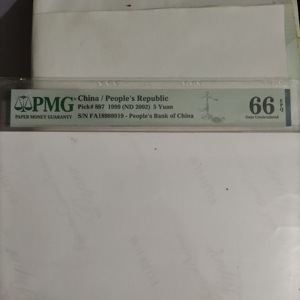 PMG
PAPER MONEY GUARANTY
China / People's Republic
Pick# 897 1999 (ND 2002) 5 Yuan
S/N FA18980919 - People's Bank of China
66 EPQ
Gem Uncirculated